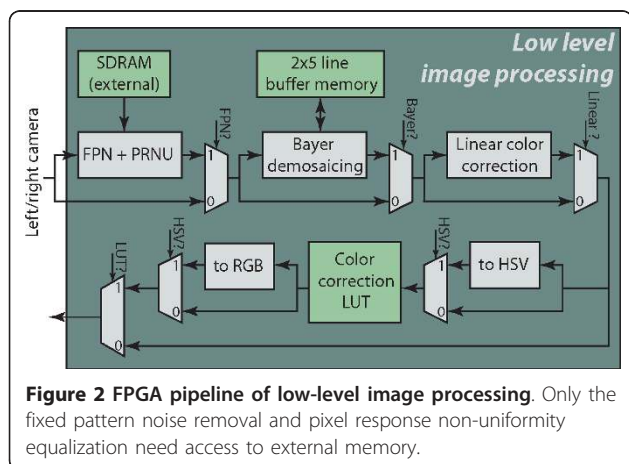 Low level
image processing
SDRAM
(external)
2x5 line
buffer memory
Left/right camera
FPN + PRNU
FPN?
1
0
Bayer
demosaicing
Bayer?
1
0
Linear color
correction
Linear?
1
0
LUT?
1
0
HSV?
1
0
to RGB
Color
correction
LUT
HSV?
1
0
to HSV
Figure 2 FPGA pipeline of low-level image processing. Only the
fixed pattern noise removal and pixel response non-uniformity
equalization need access to external memory.